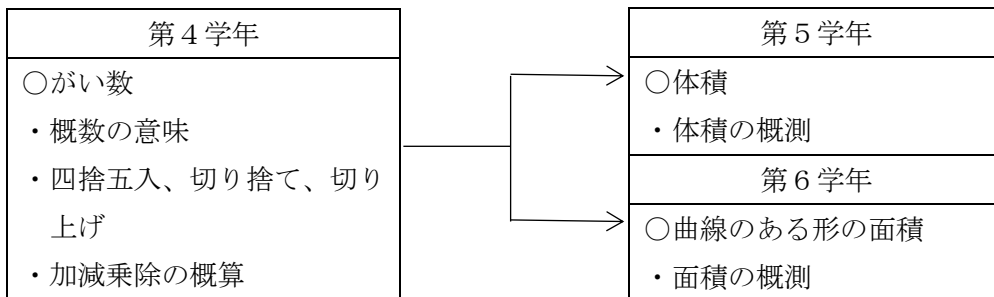 第４学年
○がい数
・概数の意味
・四捨五入、切り捨て、切り
上げ
・加減乗除の概算
第５学年
○体積
・体積の概測
第６学年
○曲線のある形の面積
・面積の概測